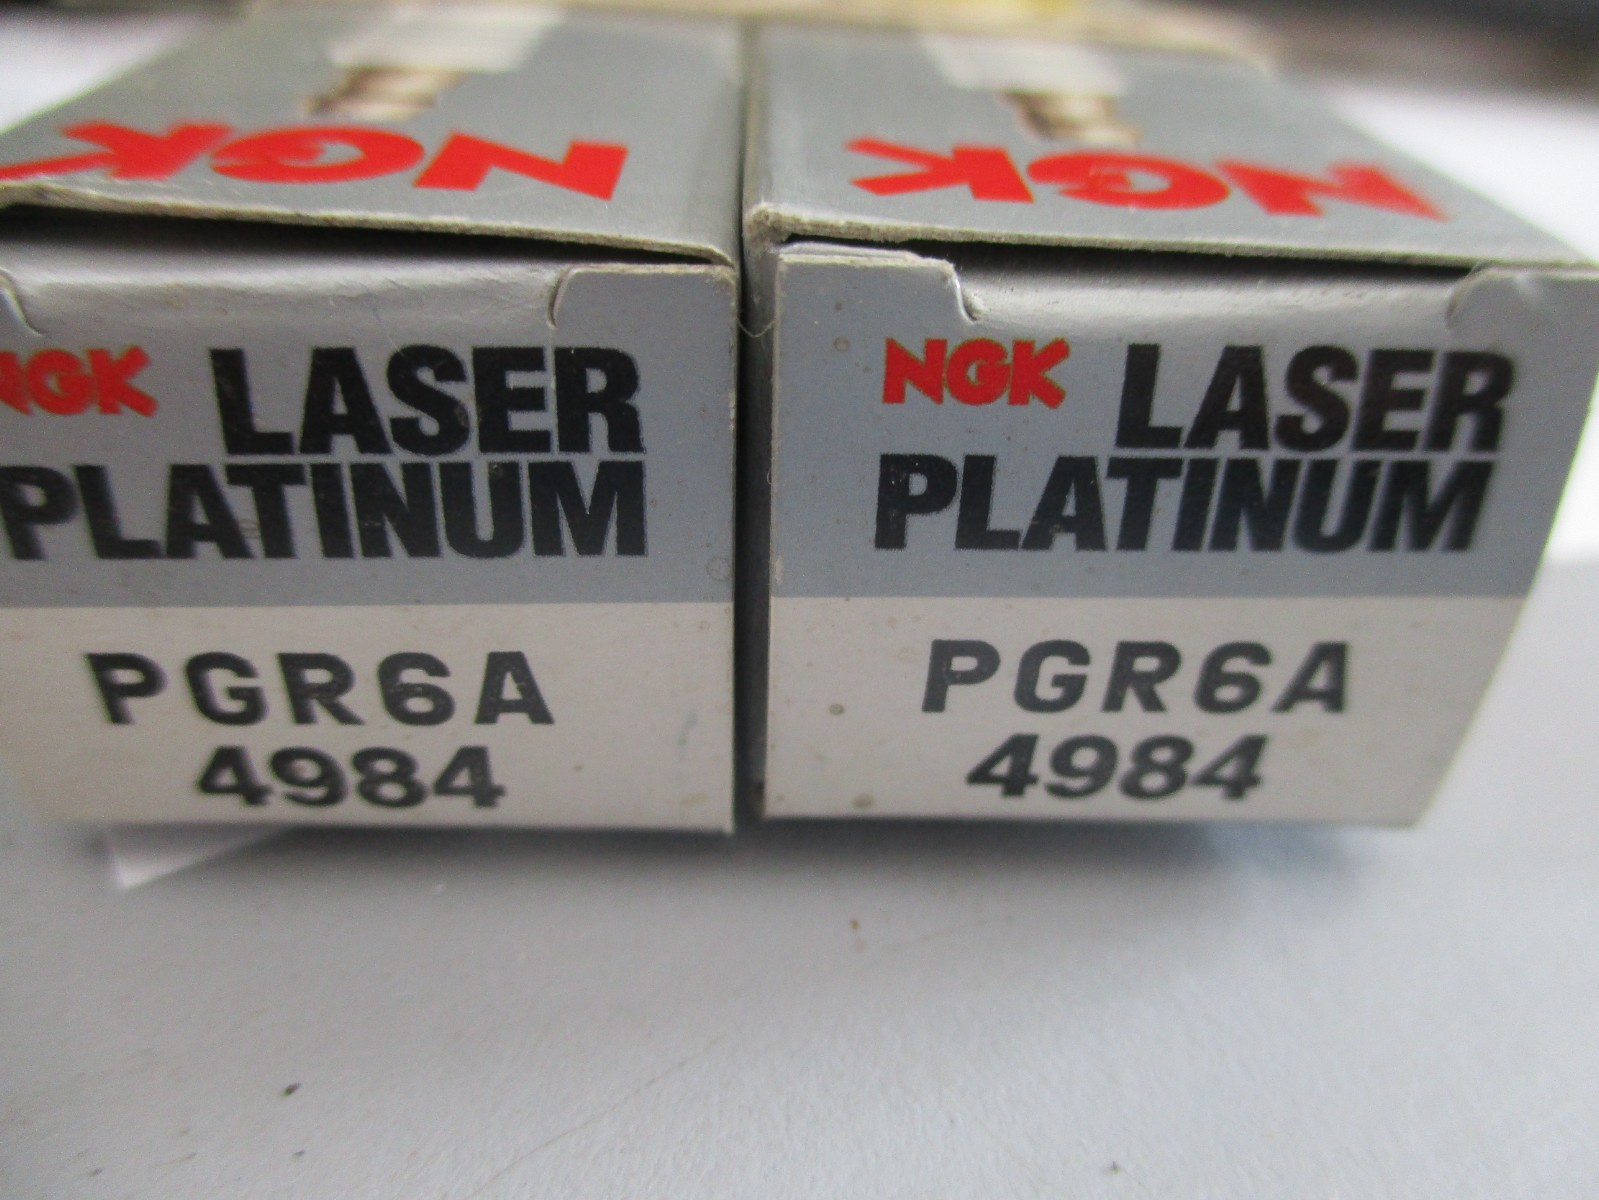 NGK
NGK
NGK LASER
PLATINUM
PGR6A
4984
NGK LASER
PLATINUM
PGR6A
4984